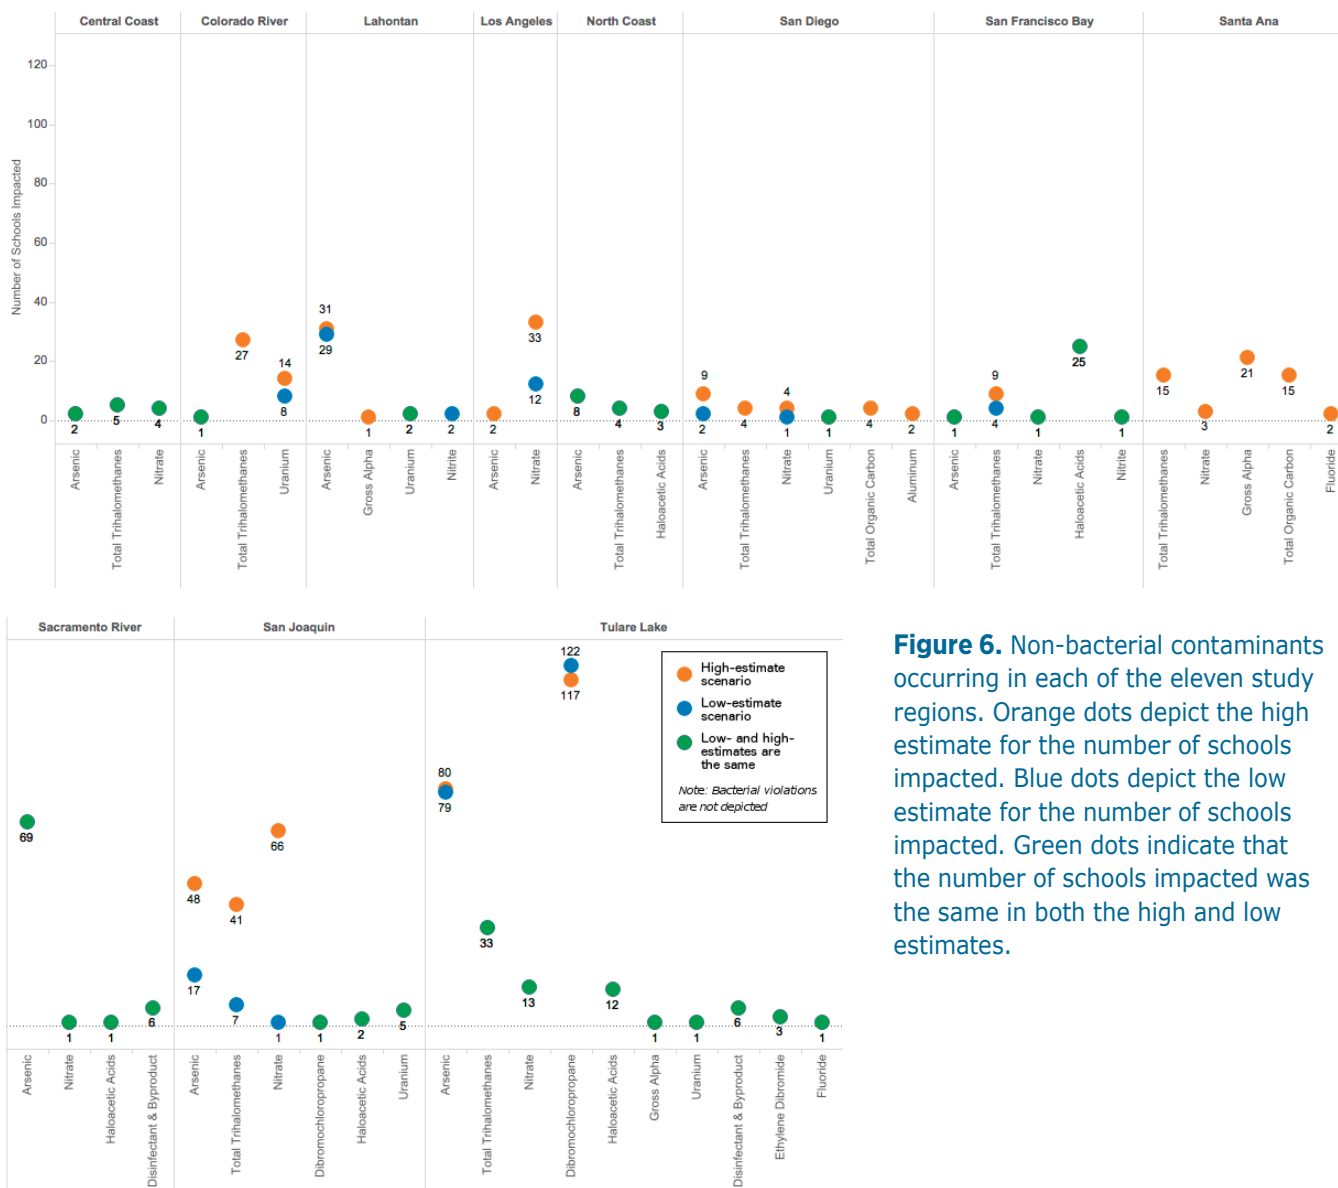 Central Coast
Colorado River
Lahontan
Los Angeles
North Coast
San Diego
San Francisco Bay
Santa Ana
Number of Schools Impacted
120
100
80
60
40
20
0
2
5
4
1
27
14
8
31
29
1
2
2
2
33
12
8
4
3
9
2
4
4
1
1
4
2
1
9
4
1
25
1
15
3
21
15
2
Arsenic
Total Trihalomethanes
Nitrate
Arsenic
Total Trihalomethanes
Uranium
Arsenic
Gross Alpha
Uranium
Nitrite
Arsenic
Nitrate
Arsenic
Total Trihalomethanes
Haloacetic Acids
Arsenic
Total Trihalomethanes
Nitrate
Uranium
Total Organic Carbon
Aluminum
Arsenic
Total Trihalomethanes
Nitrate
Haloacetic Acids
Nitrite
Total Trihalomethanes
Nitrate
Gross Alpha
Total Organic Carbon
Fluoride
Sacramento River
San Joaquin
Tulare Lake
69
1
1
6
48
17
41
7
66
1
1
2
5
80
79
33
13
122
117
12
1
1
6
3
1
Arsenic
Nitrate
Haloacetic Acids
Disinfectant & Byproduct
Arsenic
Total Trihalomethanes
Nitrate
Dibromochloropropane
Haloacetic Acids
Uranium
Arsenic
Total Trihalomethanes
Nitrate
Dibromochloropropane
Haloacetic Acids
Gross Alpha
Uranium
Disinfectant & Byproduct
Ethylene Dibromide
Fluoride
High-estimate
scenario
Low-estimate
scenario
Low- and high-
estimates are
the same
Note: Bacterial violations
are not depicted
Figure 6. Non-bacterial contaminants
occurring in each of the eleven study
regions. Orange dots depict the high
estimate for the number of schools
impacted. Blue dots depict the low
estimate for the number of schools
impacted. Green dots indicate that
the number of schools impacted was
the same in both the high and low
estimates.